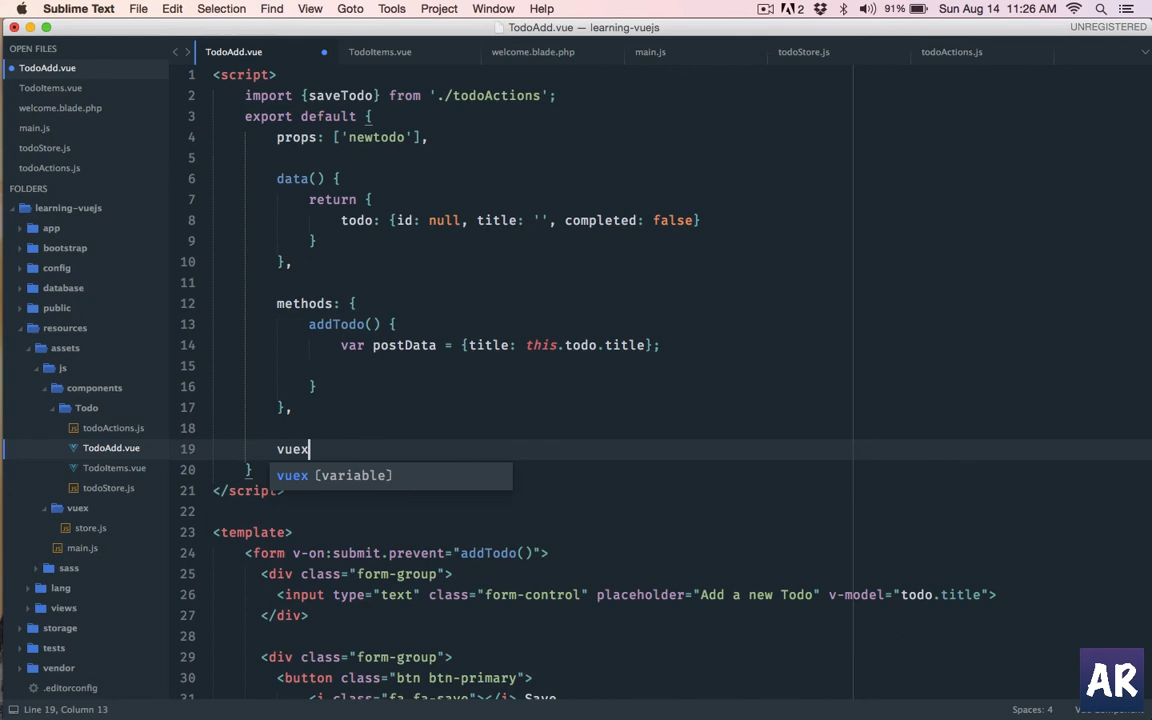 Sublime Text File Edit Selection Find View Goto Tools Project Window Help 2 91% Sun Aug 14 11:26 AM
TodoAdd.vue — learning-vuejs UNREGISTERED
OPEN FILES
TodoAdd.vue
TodoItems.vue
welcome.blade.php
main.js
todoStore.js
todoActions.js
FOLDERS
learning-vuejs
app
bootstrap
config
database
public
resources
assets
js
components
Todo
todoActions.js
TodoAdd.vue
TodoItems.vue
todoStore.js
vuex
store.js
main.js
sass
lang
views
storage
tests
vendor
.editorconfig
TodoAdd.vue TodoItems.vue welcome.blade.php main.js todoStore.js todoActions.js
1 <script>
2 import {saveTodo} from './todoActions';
3 export default {
4 props: ['newtodo'],
5
6 data() {
7 return {
8 todo: {id: null, title: '', completed: false}
9 }
10 },
11
12 methods: {
13 addTodo() {
14 var postData = {title: this.todo.title};
15
16 }
17 },
18
19 vuex
20 }
vuex [variable]
21 </script>
22
23 <template>
24 <form v-on:submit.prevent="addTodo()">
25 <div class="form-group">
26 <input type="text" class="form-control" placeholder="Add a new Todo" v-model="todo.title">
27 </div>
28
29 <div class="form-group">
30 <button class="btn btn-primary">
31 <i class="fa fa-save"></i> Save
AR
Line 19, Column 13 Spaces: 4